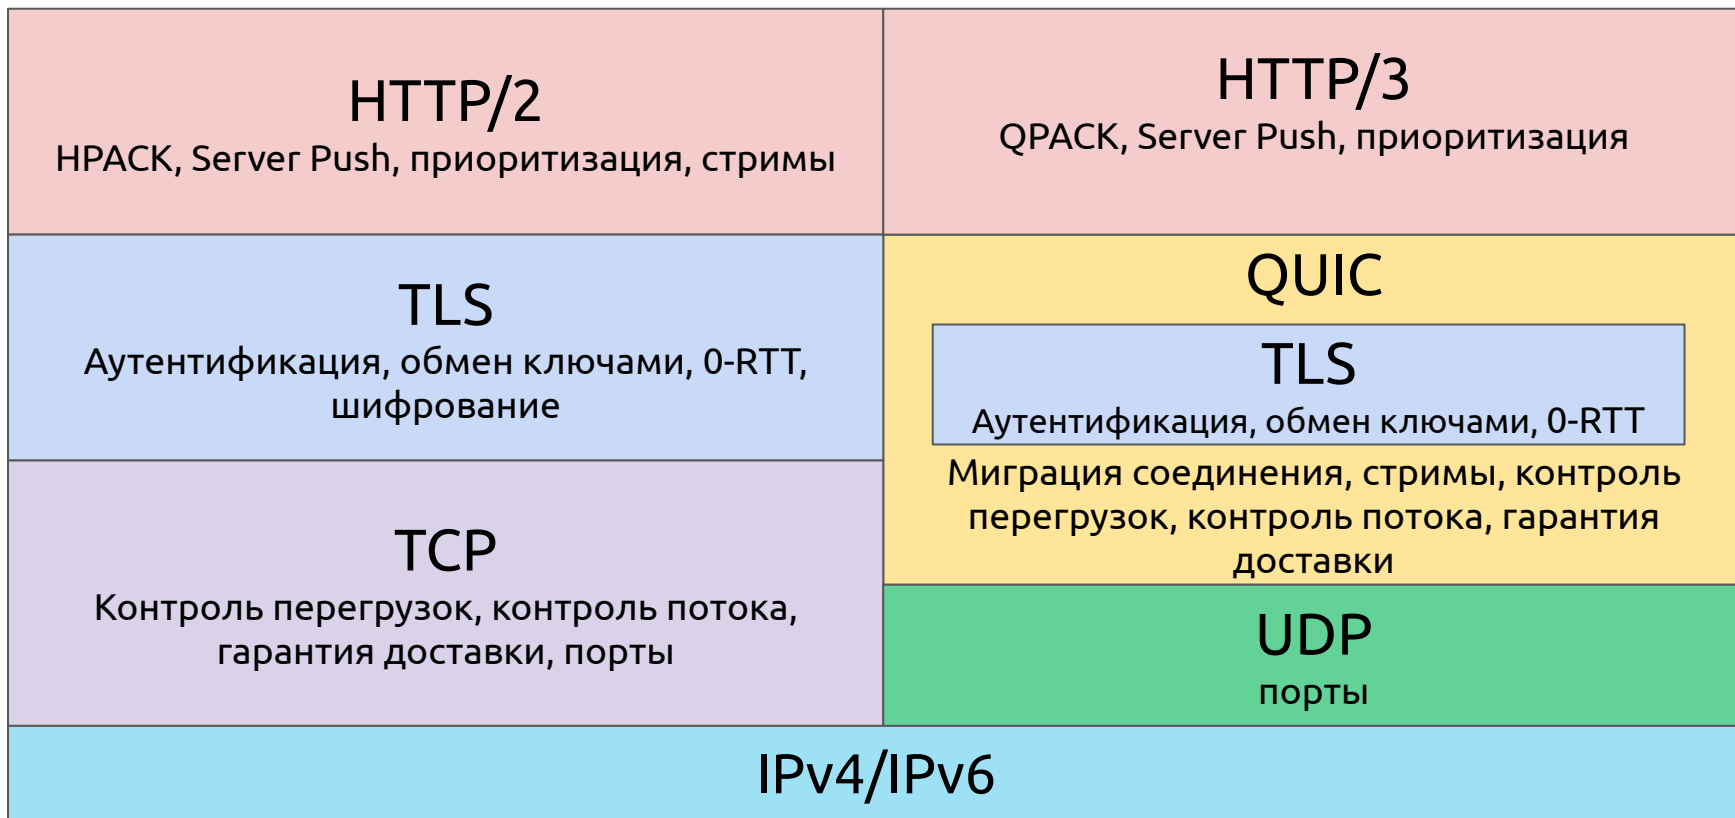 HTTP/2
HPACK, Server Push, приоритизация, стримы
TLS
Аутентификация, обмен ключами, 0-RTT,
шифрование
TCP
Контроль перегрузок, контроль потока,
гарантия доставки, порты
HTTP/3
QPACK, Server Push, приоритизация
QUIC
TLS
Аутентификация, обмен ключами, 0-RTT
Миграция соединения, стримы, контроль
перегрузок, контроль потока, гарантия
доставки
UDP
порты
IPv4/IPv6